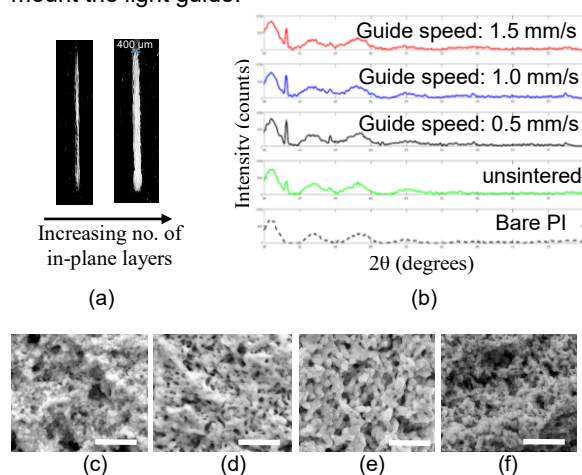 mount the light guide.
400 µm
Increasing no. of
in-plane layers
(a)
Intensity (counts)
Guide speed: 1.5 mm/s
Guide speed: 1.0 mm/s
Guide speed: 0.5 mm/s
unsintered
Bare PI
2θ (degrees)
(b)
(c)
(d)
(e)
(f)